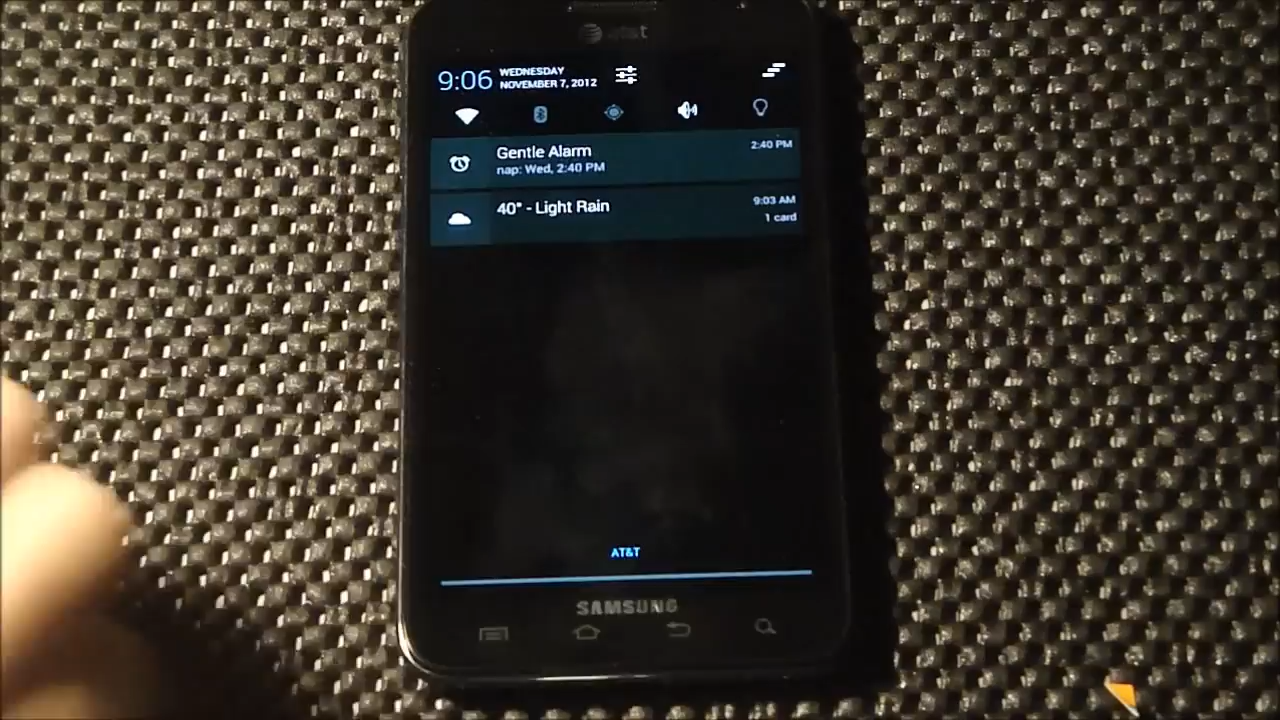 at&t
9:06
WEDNESDAY
NOVEMBER 7, 2012
Gentle Alarm
2:40 PM
nap: Wed, 2:40 PM
40° - Light Rain
9:03 AM
1 card
AT&T
SAMSUNG